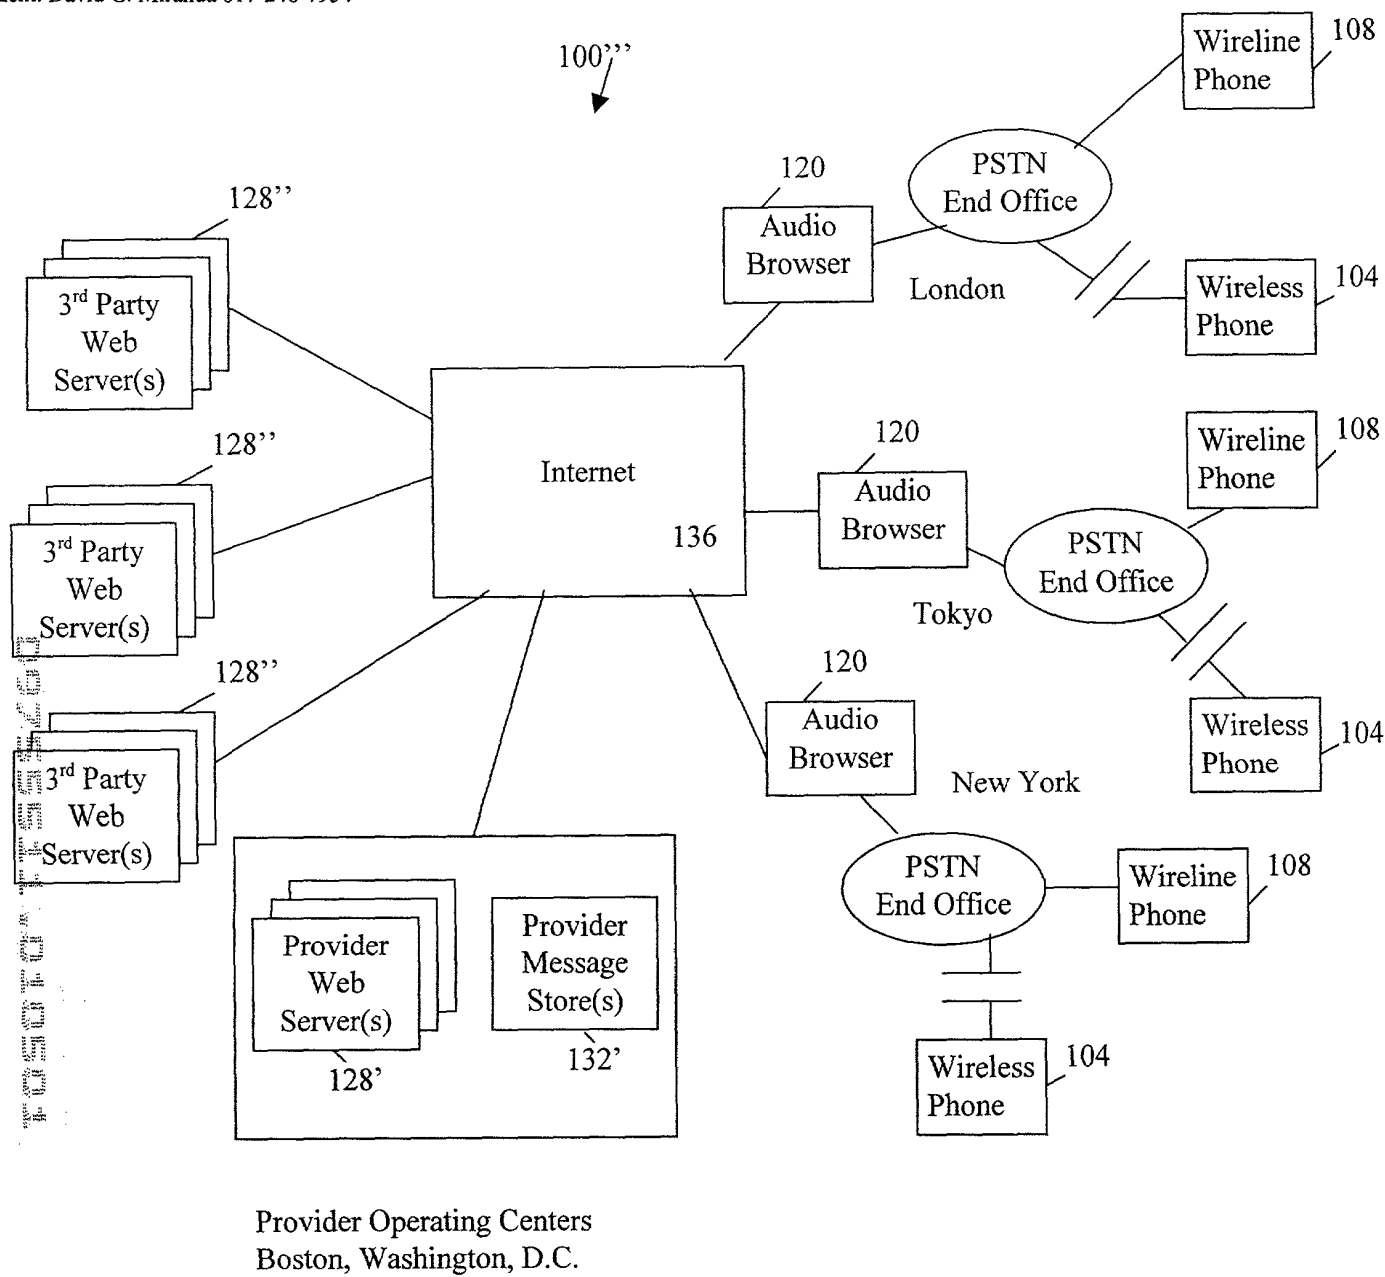 100’’’
Wireline
Phone
108
PSTN
End Office
120
Audio
Browser
London
Wireless
Phone
104
128’’
3rd Party
Web
Server(s)
128’’
3rd Party
Web
Server(s)
128’’
3rd Party
Web
Server(s)
Internet
136
120
Audio
Browser
Tokyo
PSTN
End Office
Wireline
Phone
108
Wireless
Phone
104
120
Audio
Browser
New York
PSTN
End Office
Wireline
Phone
108
Wireless
Phone
104
Provider
Web
Server(s)
128’
Provider
Message
Store(s)
132’
Provider Operating Centers
Boston, Washington, D.C.